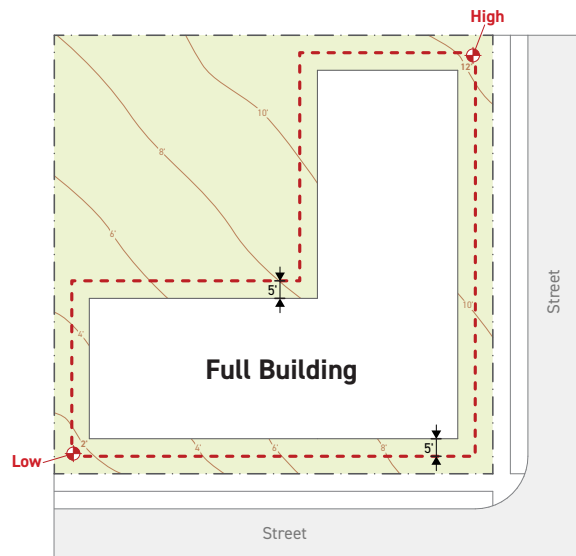 High
12'
10'
8'
6'
5'
Street
10'
4'
Full Building
2'
4'
6'
8'
5'
Low
Street